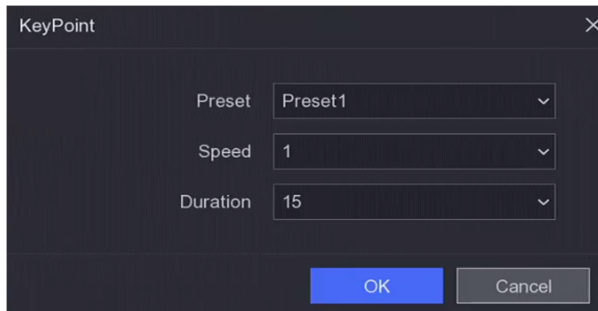 KeyPoint
Preset Preset1
Speed 1
Duration 15
OK Cancel